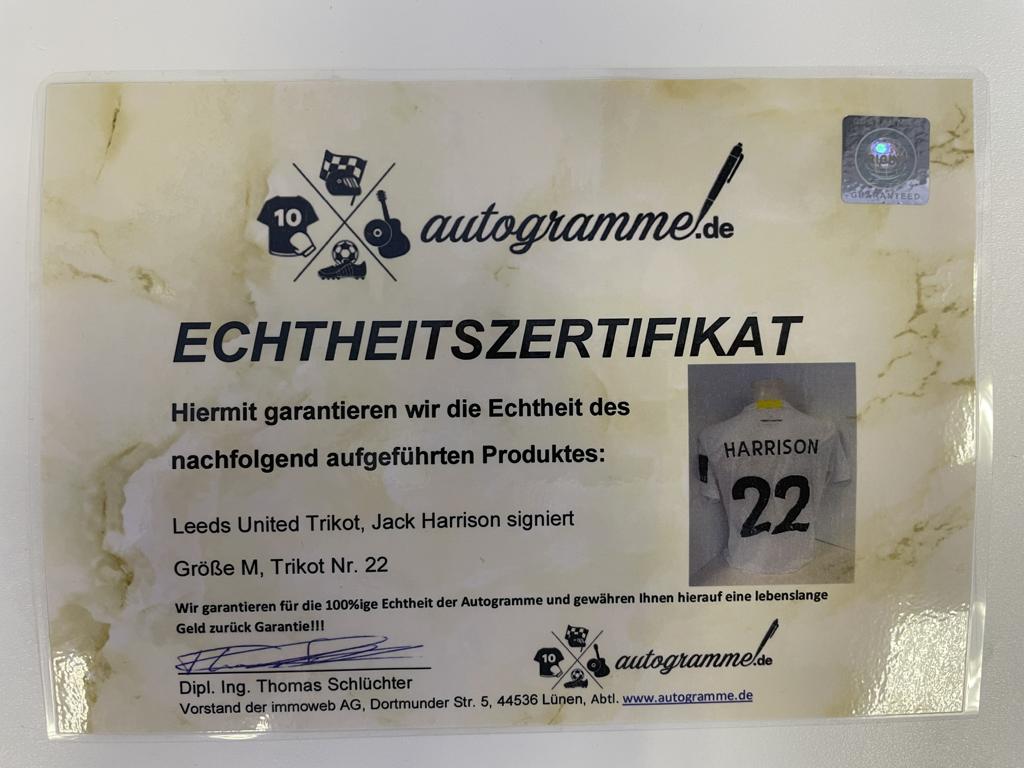 10
autogramme.de
GUARANTEED
ECHTHEITSZERTIFIKAT
Hiermit garantieren wir die Echtheit des
nachfolgend aufgeführten Produktes:
HARRISON
22
Leeds United Trikot, Jack Harrison signiert
Größe M, Trikot Nr. 22
Wir garantieren für die 100%ige Echtheit der Autogramme und gewähren Ihnen hierauf eine lebenslange
Geld zurück Garantie!!!
10
autogramme.de
Dipl. Ing. Thomas Schlüchter
Vorstand der immoweb AG, Dortmunder Str. 5, 44536 Lünen, Abtl. www.autogramme.de